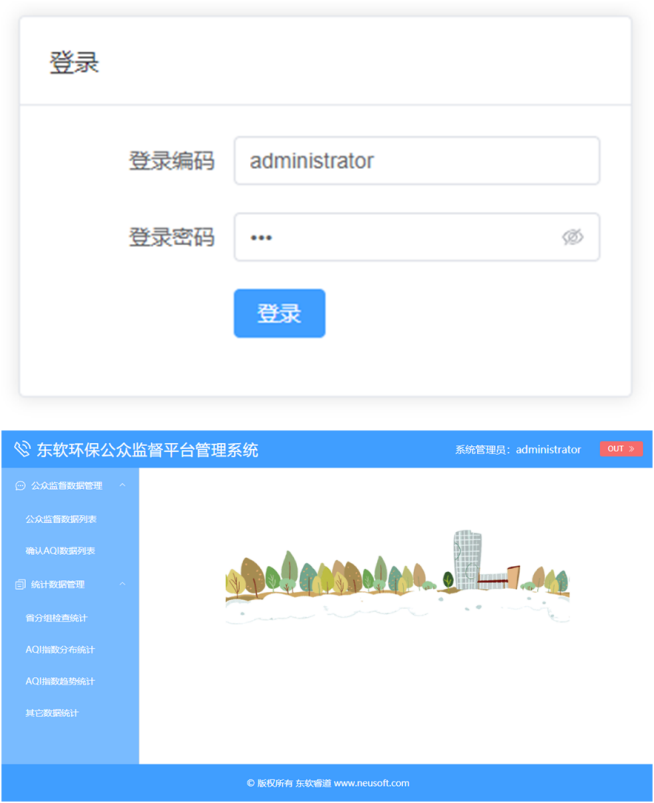 登录
登录编码 administrator
登录密码 •••
登录
东软环保公众监督平台管理系统 系统管理员：administrator OUT »
公众监督数据管理
公众监督数据列表
确认AQI数据列表
统计数据管理
省分组检查统计
AQI指数分布统计
AQI指数趋势统计
其它数据统计
© 版权所有 东软睿道 www.neusoft.com